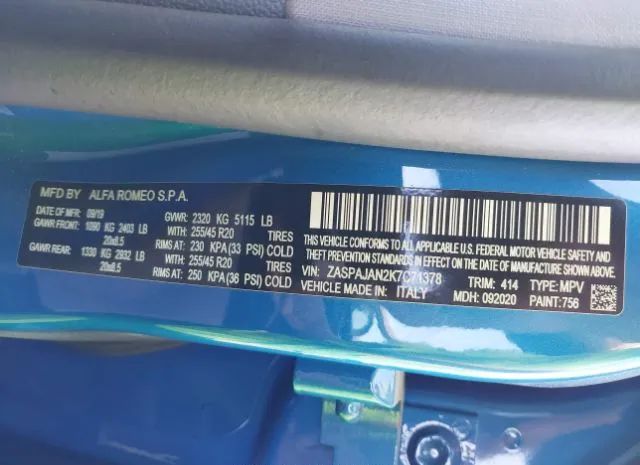 MFD BY ALFA ROMEO S.P.A.
DATE OF MFR: 09/19 GVWR: 2320 KG 5115 LB
GAWR FRONT: 1090 KG 2403 LB WITH: 255/45 R20 TIRES
20x8.5 RIMS AT: 230 KPA(33 PSI) COLD
GAWR REAR: 1330 KG 2932 LB WITH: 255/45 R20 TIRES
20x8.5 RIMS AT: 250 KPA(36 PSI) COLD
THIS VEHICLE CONFORMS TO ALL APPLICABLE U.S.A. FEDERAL MOTOR VEHICLE SAFETY, BUMPER AND
THEFT PREVENTION STANDARDS IN EFFECT ON THE DATE OF MANUFACTURE SHOWN ABOVE.
VIN: ZASPAJAN2K7C71378 TRIM: 414 TYPE: MPV
VEHICLE MADE IN: ITALY MDH: 092020 PAINT: 756